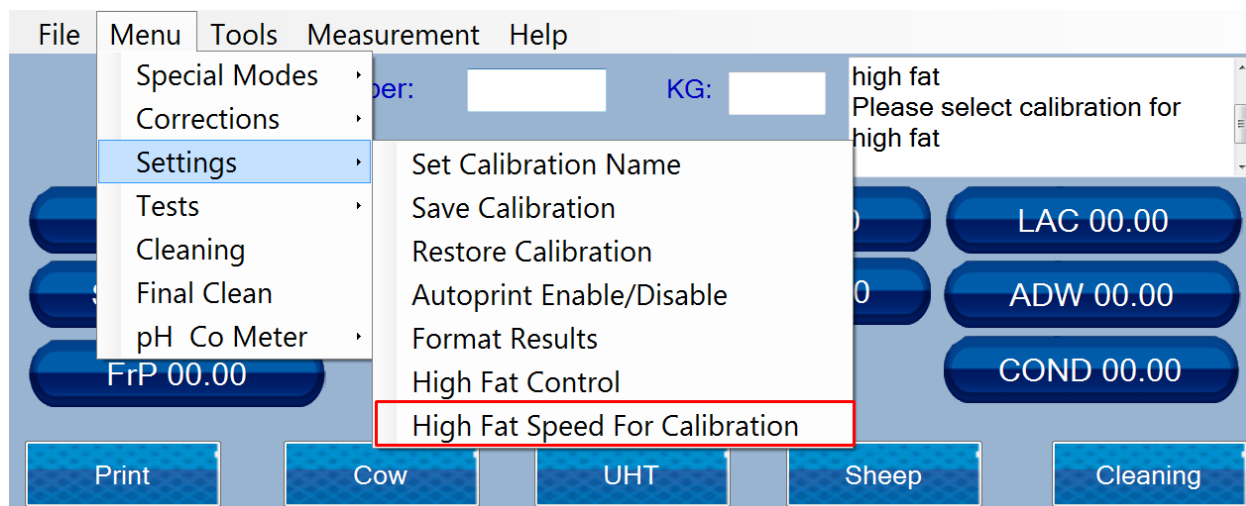 File Menu Tools Measurement Help
Special Modes
Corrections
Settings
Tests
Cleaning
Final Clean
pH Co Meter
KG:
high fat
Please select calibration for
high fat
Set Calibration Name
Save Calibration
Restore Calibration
Autoprint Enable/Disable
Format Results
High Fat Control
High Fat Speed For Calibration
LAC 00.00
ADW 00.00
FrP 00.00
COND 00.00
Print
Cow
UHT
Sheep
Cleaning